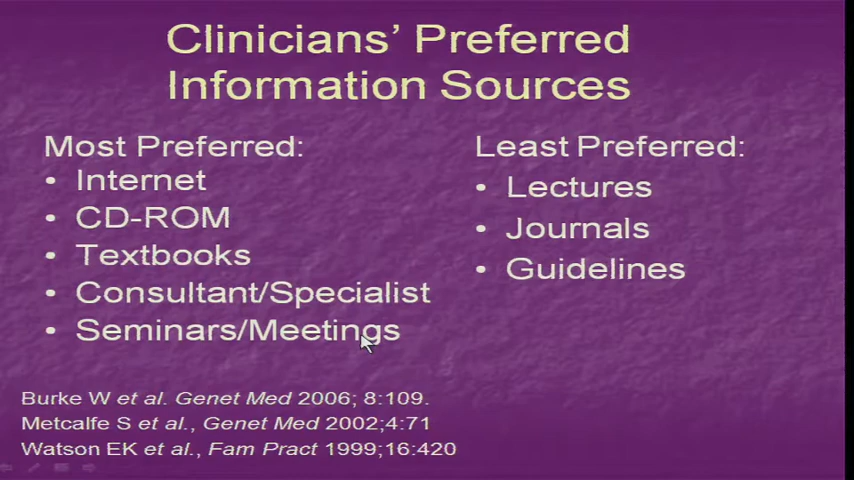 Clinicians' Preferred
Information Sources
Most Preferred:
• Internet
• CD-ROM
• Textbooks
• Consultant/Specialist
• Seminars/Meetings
Least Preferred:
• Lectures
• Journals
• Guidelines
Burke W et al. Genet Med 2006; 8:109.
Metcalfe S et al., Genet Med 2002;4:71
Watson EK et al., Fam Pract 1999;16:420